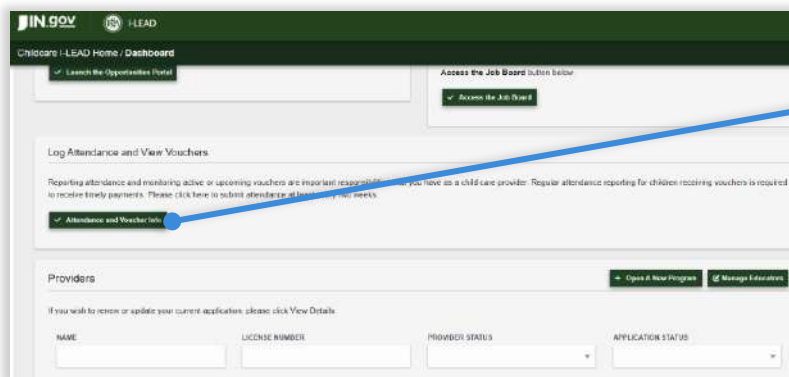 IN.gov I-LEAD
Childcare I-LEAD Home / Dashboard
✓ Launch the Opportunities Portal
Access the Job Board button below
✓ Access the Job Board
Log Attendance and View Vouchers
Reporting attendance and monitoring active or upcoming vouchers are important you have as a child care provider. Regular attendance reporting for children receiving vouchers is required
to receive timely payments. Please click here to submit attendance at least weeks.
✓ Attendance and Voucher Info
Providers
+ Open A New Program Manage Educators
If you wish to renew or update your current application, please click View Details.
NAME LICENSE NUMBER PROVIDER STATUS APPLICATION STATUS